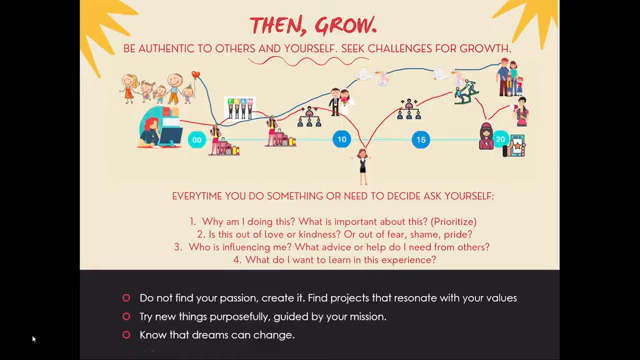 THEN, GROW.
BE AUTHENTIC TO OTHERS AND YOURSELF. SEEK CHALLENGES FOR GROWTH.
00
10
15
20
EVERYTIME YOU DO SOMETHING OR NEED TO DECIDE ASK YOURSELF:
1. Why am I doing this? What is important about this? (Prioritize)
2. Is this out of love or kindness? Or out of fear, shame, pride?
3. Who is influencing me? What advice or help do I need from others?
4. What do I want to learn in this experience?
Do not find your passion, create it. Find projects that resonate with your values
Try new things purposefully, guided by your mission.
Know that dreams can change.